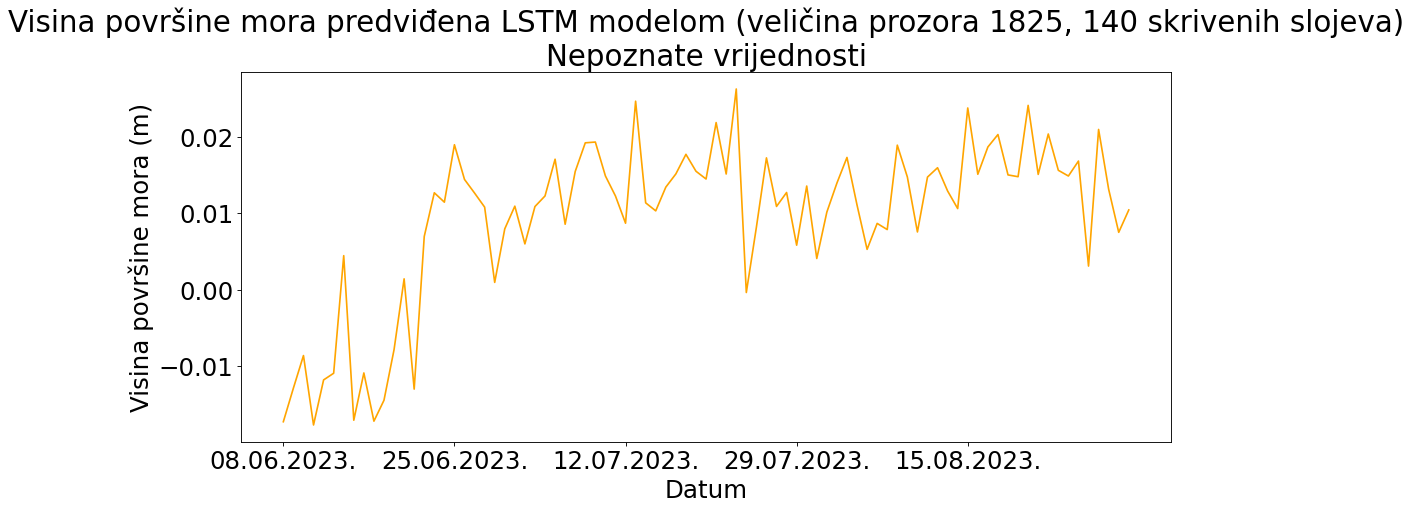 Visina površine mora predviđena LSTM modelom (veličina prozora 1825, 140 skrivenih slojeva)
Nepoznate vrijednosti
Visina površine mora (m)
0.02
0.01
0.00
−0.01
08.06.2023.
25.06.2023.
12.07.2023.
29.07.2023.
15.08.2023.
Datum